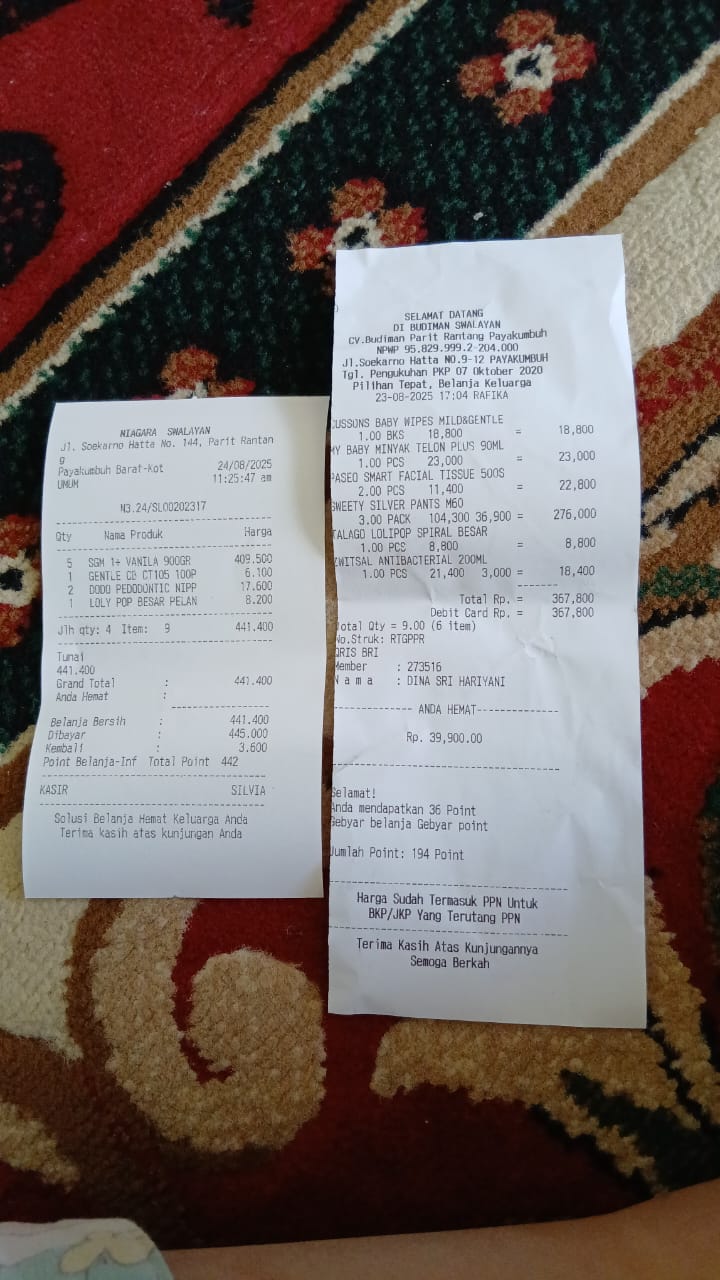 NIAGARA SWALAYAN
Jl. Soekarno Hatta No. 144, Parit Rantan
g
Payakumbuh Barat-Kot 24/08/2025
UMUM 11:25:47 am
N3.24/SL00202317
Qty Nama Produk Harga
5 SGM 1+ VANILA 900GR 409.500
1 GENTLE CB CT105 100P 6.100
2 DODO PEDODONTIC NIPP 17.600
1 LOLY POP BESAR PELAN 8.200
Jlh qty: 4 Item: 9 441.400
Tunai
441.400
Grand Total : 441.400
Anda Hemat :
Belanja Bersih : 441.400
Dibayar : 445.000
Kembali : 3.600
Point Belanja-Inf Total Point 442
KASIR SILVIA
Solusi Belanja Hemat Keluarga Anda
Terima kasih atas kunjungan Anda
SELAMAT DATANG
DI BUDIMAN SWALAYAN
CV.Budiman Parit Rantang Payakumbuh
NPWP 95.829.999.2-204.000
Jl.Soekarno Hatta NO.9-12 PAYAKUMBUH
Tgl. Pengukuhan PKP 07 Oktober 2020
Pilihan Tepat, Belanja Keluarga
23-08-2025 17:04 RAFIKA
CUSSONS BABY WIPES MILD&GENTLE
1.00 BKS 18,800 = 18,800
MY BABY MINYAK TELON PLUS 90ML
1.00 PCS 23,000 = 23,000
PASEO SMART FACIAL TISSUE 500S
2.00 PCS 11,400 = 22,800
SWEETY SILVER PANTS M60
3.00 PACK 104,300 36,900 = 276,000
TALAGO LOLIPOP SPIRAL BESAR
1.00 PCS 8,800 = 8,800
ZWITSAL ANTIBACTERIAL 200ML
1.00 PCS 21,400 3,000 = 18,400
Total Rp. = 367,800
Debit Card Rp. = 367,800
Total Qty = 9.00 (6 item)
No.Struk: RTGPPR
QRIS BRI
Member : 273516
N a m a : DINA SRI HARIYANI
ANDA HEMAT
Rp. 39,900.00
Selamat!
Anda mendapatkan 36 Point
Gebyar belanja Gebyar point
Jumlah Point: 194 Point
Harga Sudah Termasuk PPN Untuk
BKP/JKP Yang Terutang PPN
Terima Kasih Atas Kunjungannya
Semoga Berkah